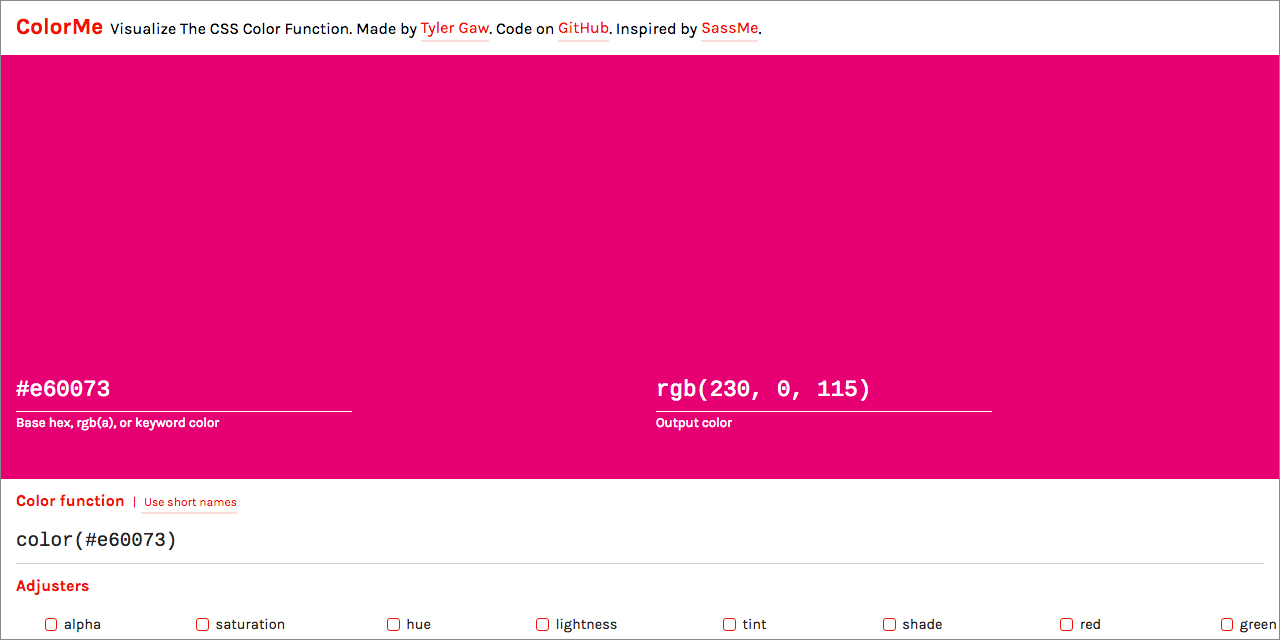 ColorMe Visualize The CSS Color Function. Made by Tyler Gaw. Code on GitHub. Inspired by SassMe.
#e60073
rgb(230, 0, 115)
Base hex, rgb(a), or keyword color
Output color
Color function | Use short names
color(#e60073)
Adjusters
alpha saturation hue lightness tint shade red green